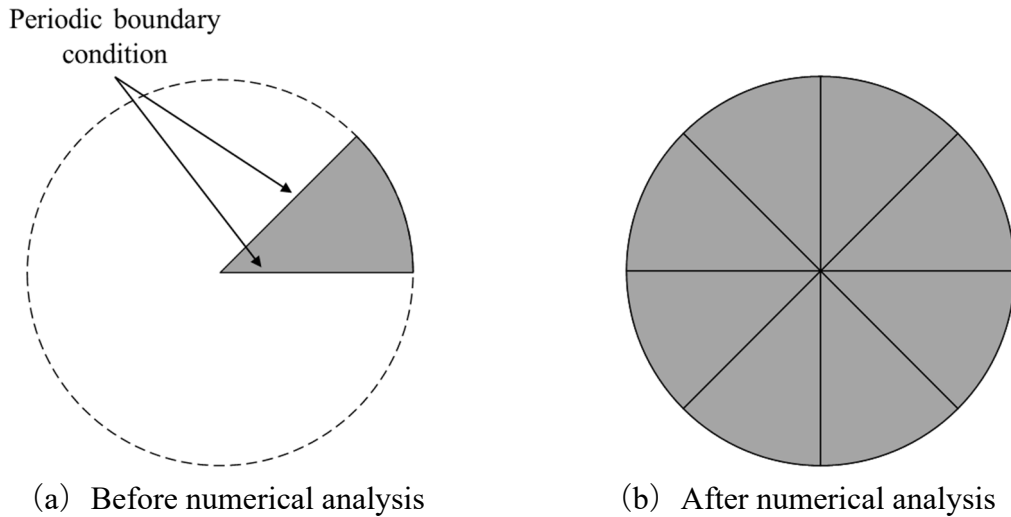 Periodic boundary
condition
（a）Before numerical analysis
（b）After numerical analysis